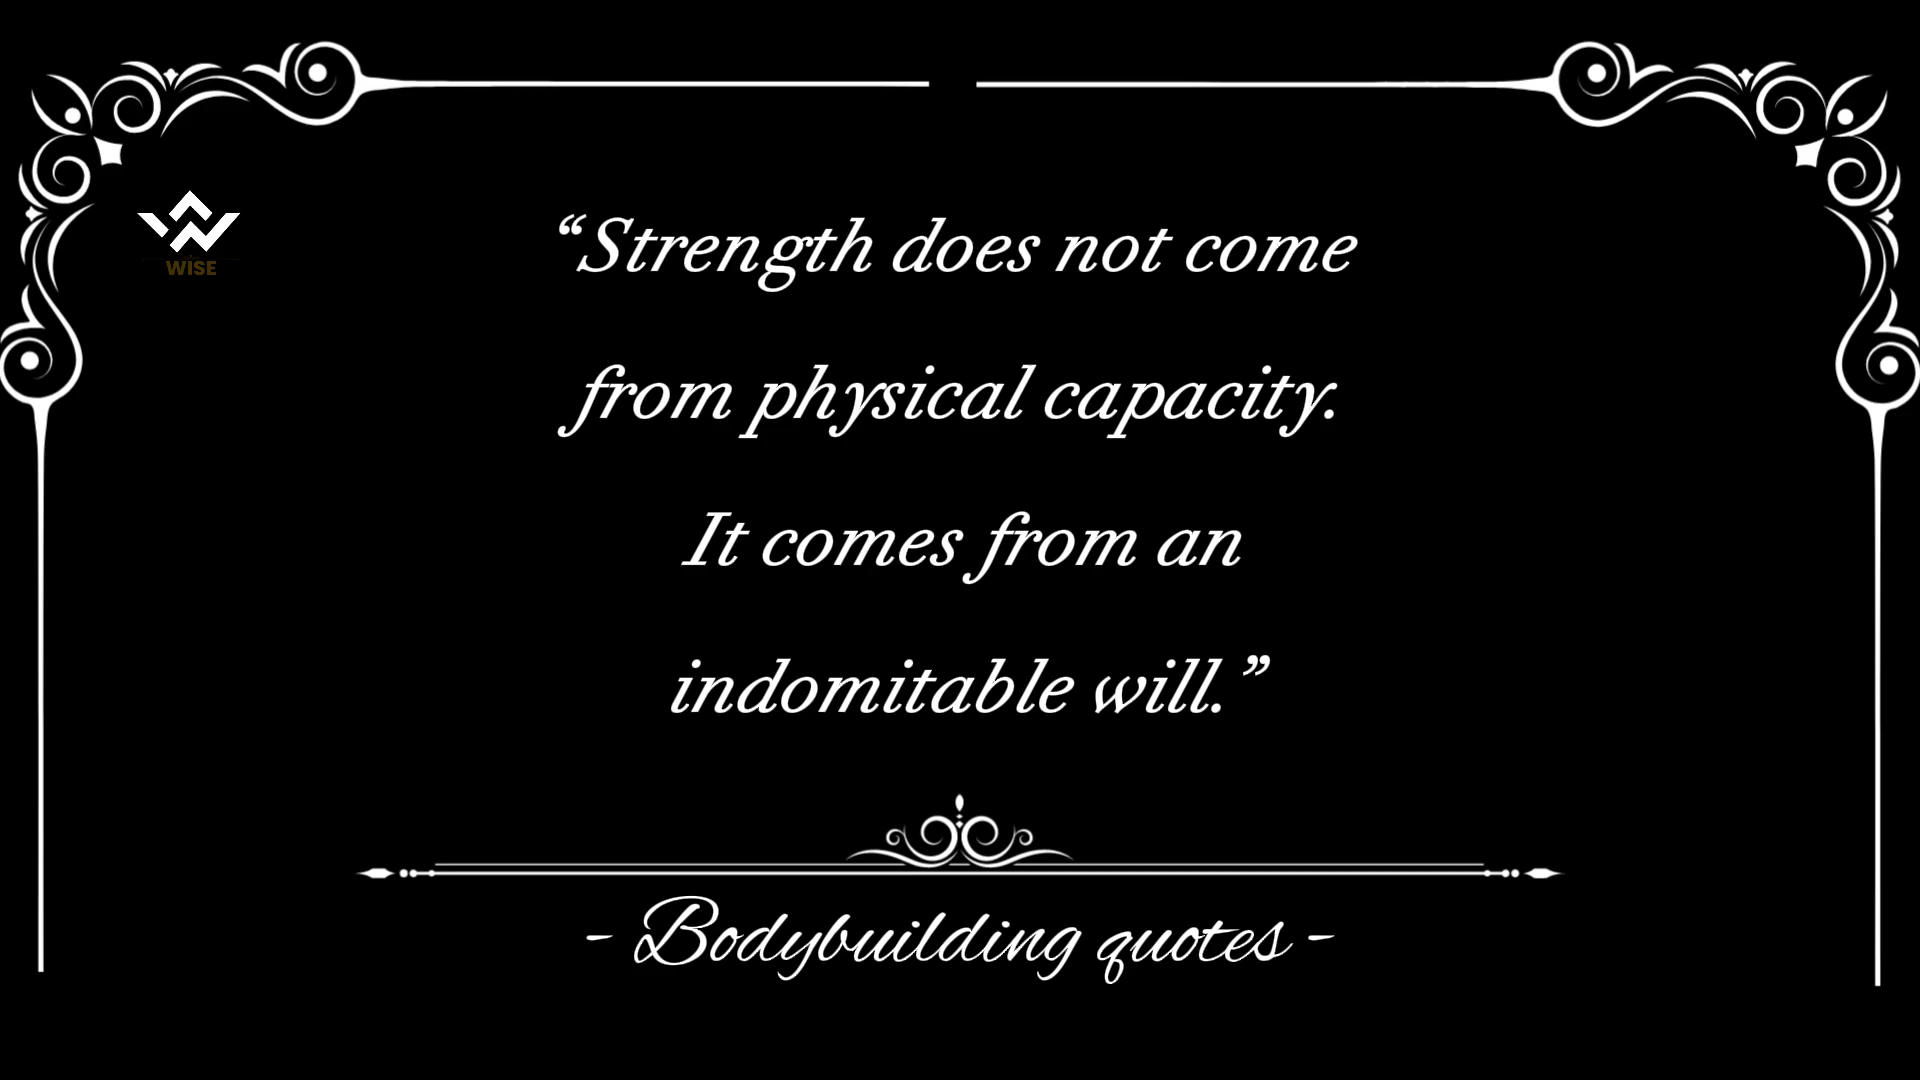 WISE
“Strength does not come
from physical capacity.
It comes from an
indomitable will.”
- Bodybuilding quotes -